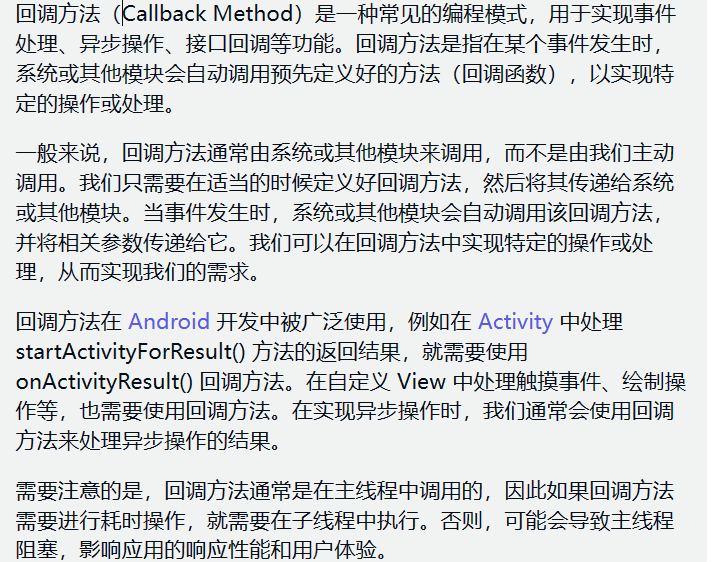 回调方法（Callback Method）是一种常见的编程模式，用于实现事件
处理、异步操作、接口回调等功能。回调方法是指在某个事件发生时，
系统或其他模块会自动调用预先定义好的方法（回调函数），以实现特
定的操作或处理。
一般来说，回调方法通常由系统或其他模块来调用，而不是由我们主动
调用。我们只需要在适当的时候定义好回调方法，然后将其传递给系统
或其他模块。当事件发生时，系统或其他模块会自动调用该回调方法，
并将相关参数传递给它。我们可以在回调方法中实现特定的操作或处
理，从而实现我们的需求。
回调方法在 Android 开发中被广泛使用，例如在 Activity 中处理
startActivityForResult() 方法的返回结果，就需要使用
onActivityResult() 回调方法。在自定义 View 中处理触摸事件、绘制操
作等，也需要使用回调方法。在实现异步操作时，我们通常会使用回调
方法来处理异步操作的结果。
需要注意的是，回调方法通常是在主线程中调用的，因此如果回调方法
需要进行耗时操作，就需要在子线程中执行。否则，可能会导致主线程
阻塞，影响应用的响应性能和用户体验。